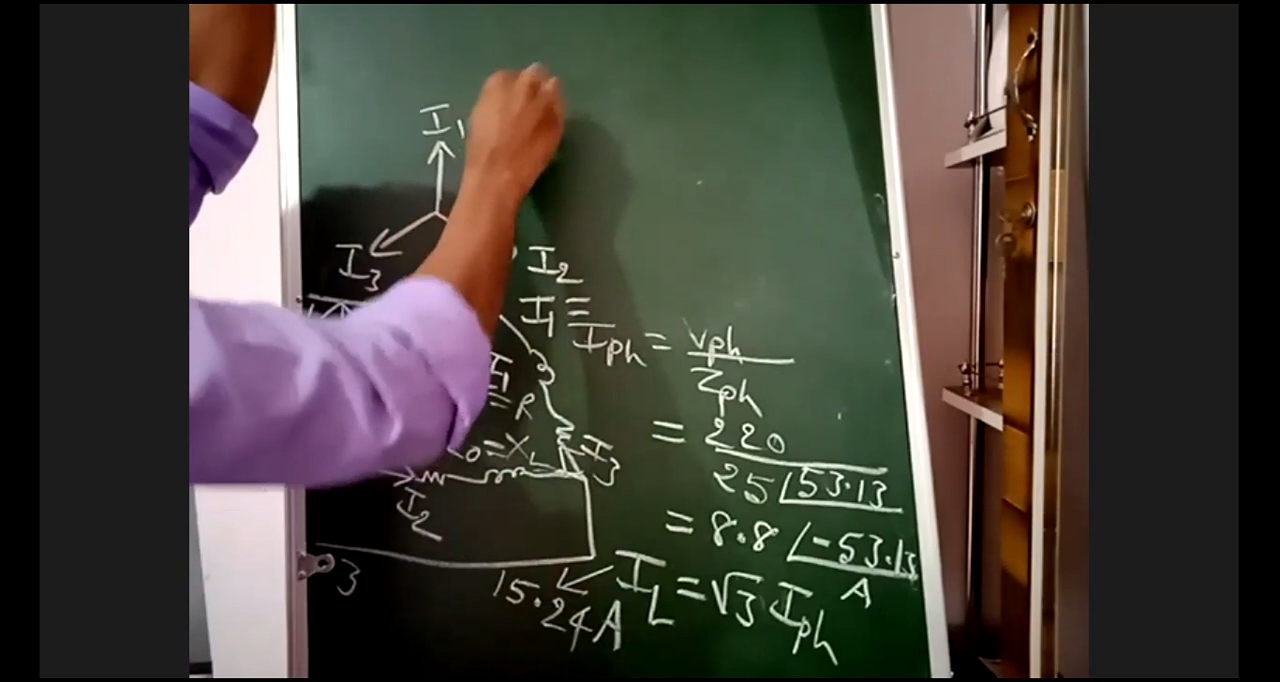 I1
I3
I2
I1 =
Iph = Vph
Zph
I1
= R
= 220
= XL
I3
25∠53.13
I2
= 8.8∠-53.13
A
3
15.24A ← IL = √3 Iph